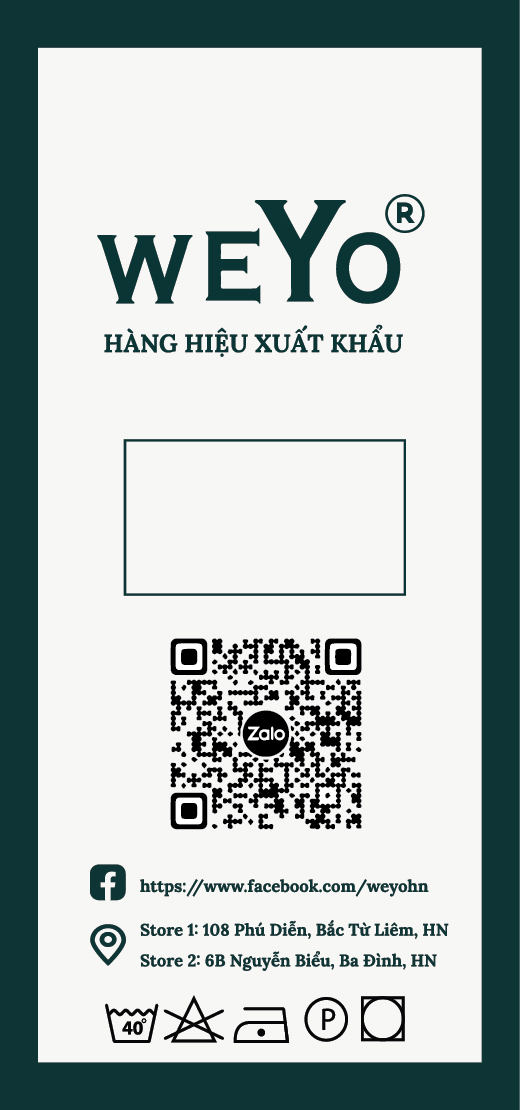 WEYO®
HÀNG HIỆU XUẤT KHẨU
Zalo
https://www.facebook.com/weyohn
Store 1: 108 Phú Diễn, Bắc Từ Liêm, HN
Store 2: 6B Nguyễn Biểu, Ba Đình, HN
40° P